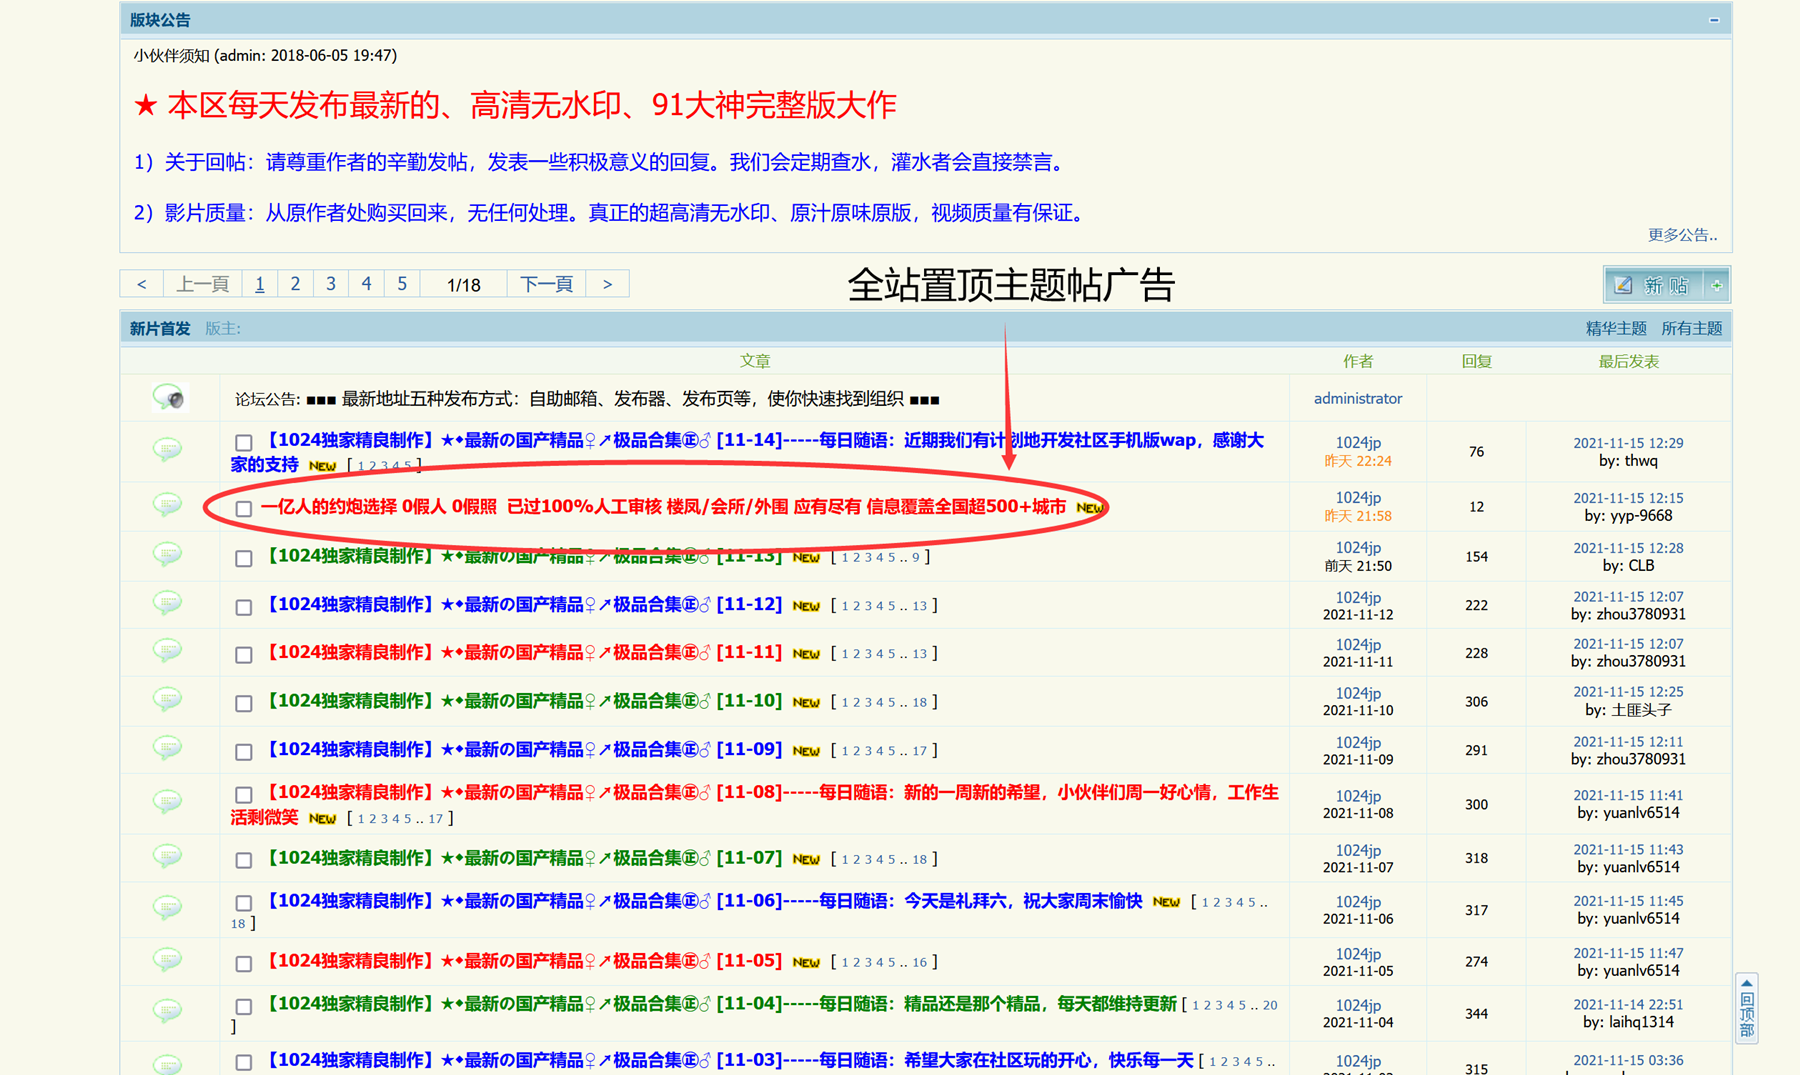 版块公告
小伙伴须知 (admin: 2018-06-05 19:47)
★ 本区每天发布最新的、高清无水印、91大神完整版大作
1）关于回帖：请尊重作者的辛勤发帖，发表一些积极意义的回复。我们会定期查水，灌水者会直接禁言。
2）影片质量：从原作者处购买回来，无任何处理。真正的超高清无水印、原汁原味原版，视频质量有保证。
更多公告..
< 上一頁 1 2 3 4 5 1/18 下一頁 >
全站置顶主题帖广告
新 贴
新片首发 版主:
精华主题 所有主题
文章 作者 回复 最后发表
论坛公告: ■■■ 最新地址五种发布方式：自助邮箱、发布器、发布页等，使你快速找到组织 ■■■ administrator
【1024独家精良制作】★◆最新の国产精品♀↗极品合集㊣♂ [11-14]-----每日随语：近期我们有计划地开发社区手机版wap，感谢大
家的支持 NEW [ 1 2 3 4 5 ]
1024jp 76 2021-11-15 12:29
昨天 22:24 by: thwq
一亿人的约炮选择 0假人 0假照 已过100%人工审核 楼凤/会所/外围 应有尽有 信息覆盖全国超500+城市 NEW
1024jp 12 2021-11-15 12:15
昨天 21:58 by: yyp-9668
【1024独家精良制作】★◆最新の国产精品♀↗极品合集㊣♂ [11-13] NEW [ 1 2 3 4 5 .. 9 ]
1024jp 154 2021-11-15 12:28
前天 21:50 by: CLB
【1024独家精良制作】★◆最新の国产精品♀↗极品合集㊣♂ [11-12] NEW [ 1 2 3 4 5 .. 13 ]
1024jp 222 2021-11-15 12:07
2021-11-12 by: zhou3780931
【1024独家精良制作】★◆最新の国产精品♀↗极品合集㊣♂ [11-11] NEW [ 1 2 3 4 5 .. 13 ]
1024jp 228 2021-11-15 12:07
2021-11-11 by: zhou3780931
【1024独家精良制作】★◆最新の国产精品♀↗极品合集㊣♂ [11-10] NEW [ 1 2 3 4 5 .. 18 ]
1024jp 306 2021-11-15 12:25
2021-11-10 by: 土匪头子
【1024独家精良制作】★◆最新の国产精品♀↗极品合集㊣♂ [11-09] NEW [ 1 2 3 4 5 .. 17 ]
1024jp 291 2021-11-15 12:11
2021-11-09 by: zhou3780931
【1024独家精良制作】★◆最新の国产精品♀↗极品合集㊣♂ [11-08]-----每日随语：新的一周新的希望，小伙伴们周一好心情，工作生
活剩微笑 NEW [ 1 2 3 4 5 .. 17 ]
1024jp 300 2021-11-15 11:41
2021-11-08 by: yuanlv6514
【1024独家精良制作】★◆最新の国产精品♀↗极品合集㊣♂ [11-07] NEW [ 1 2 3 4 5 .. 18 ]
1024jp 318 2021-11-15 11:43
2021-11-07 by: yuanlv6514
【1024独家精良制作】★◆最新の国产精品♀↗极品合集㊣♂ [11-06]-----每日随语：今天是礼拜六，祝大家周末愉快 NEW [ 1 2 3 4 5 ..
18 ]
1024jp 317 2021-11-15 11:45
2021-11-06 by: yuanlv6514
【1024独家精良制作】★◆最新の国产精品♀↗极品合集㊣♂ [11-05] NEW [ 1 2 3 4 5 .. 16 ]
1024jp 274 2021-11-15 11:47
2021-11-05 by: yuanlv6514
【1024独家精良制作】★◆最新の国产精品♀↗极品合集㊣♂ [11-04]-----每日随语：精品还是那个精品，每天都维持更新 [ 1 2 3 4 5 .. 20
]
1024jp 344 2021-11-14 22:51
2021-11-04 by: laihq1314
【1024独家精良制作】★◆最新の国产精品♀↗极品合集㊣♂ [11-03]-----每日随语：希望大家在社区玩的开心，快乐每一天 [ 1 2 3 4 5 ..
1024jp 315 2021-11-15 03:36
回顶部